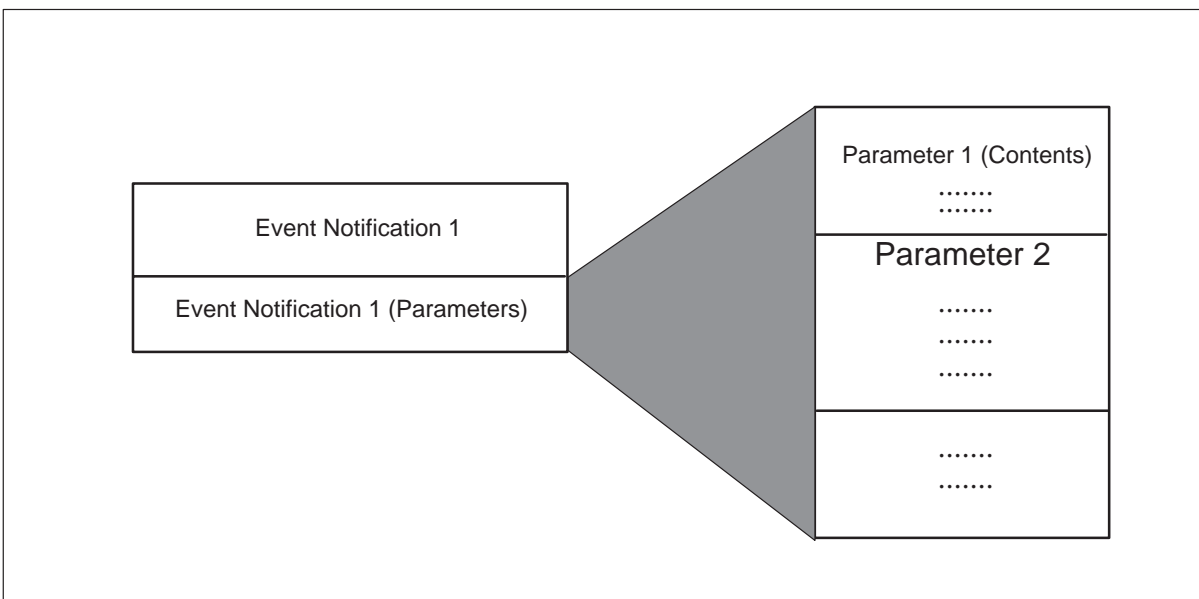 Event Notification 1
Event Notification 1 (Parameters)
Parameter 1 (Contents)
.......
.......
Parameter 2
.......
.......
.......
.......
.......